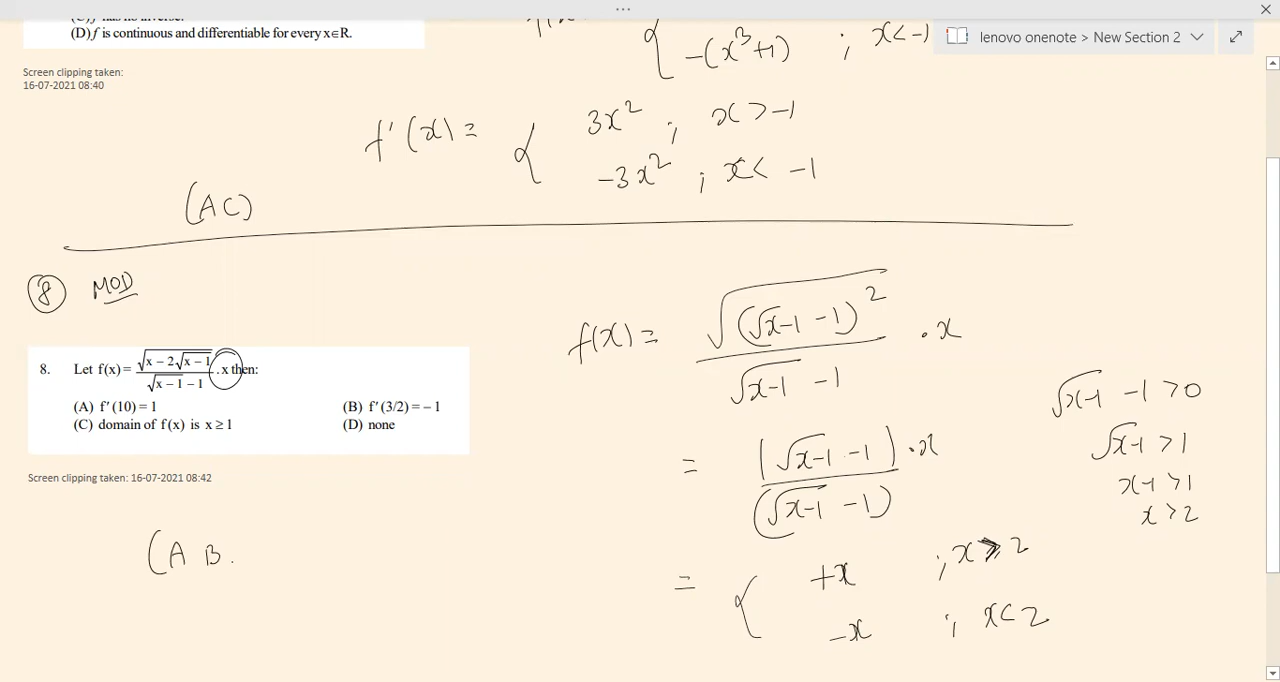 (D) f is continuous and differentiable for every x∈R.
lenovo onenote > New Section 2
-(x³+1) ; x<-1
Screen clipping taken:
16-07-2021 08:40
f'(x) = { 3x² ; x>-1
-3x² ; x< -1
(AC)
⑧ MOD
f(x) = √(√x-1 -1)² / √x-1 -1 . x
8. Let f(x) = √x − 2√x − 1 / √x − 1 − 1 . x then:
(A) f′(10) = 1 (B) f′(3/2) = – 1
(C) domain of f(x) is x ≥ 1 (D) none
Screen clipping taken: 16-07-2021 08:42
√x-1 -1 >0
√x-1 >1
x-1 >1
x >2
= |√x-1 -1| / (√x-1 -1) . x
(A B.
= { +x ; x ≥ 2
-x ; x< 2